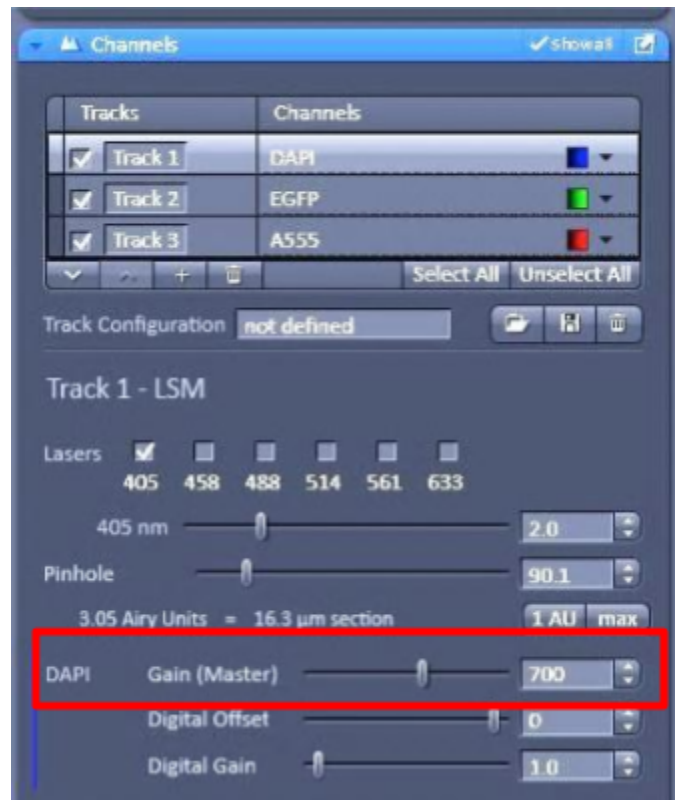 Channels Show all
Tracks Channels
Track 1 DAPI
Track 2 EGFP
Track 3 A555
Select All Unselect All
Track Configuration not defined
Track 1 - LSM
Lasers
405 458 488 514 561 633
405 nm 2.0
Pinhole 90.1
3.05 Airy Units = 16.3 µm section 1 AU max
DAPI Gain (Master) 700
Digital Offset 0
Digital Gain 1.0